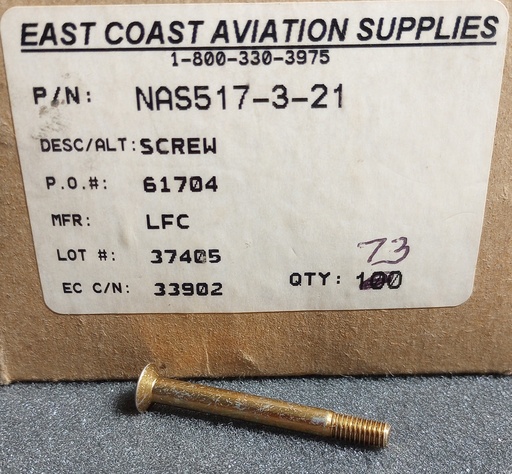 EAST COAST AVIATION SUPPLIES
1-800-330-3975
P/N: NAS517-3-21
DESC/ALT: SCREW
P.O.#: 61704
MFR: LFC
LOT #: 37405
73
EC C/N: 33902 QTY: 100